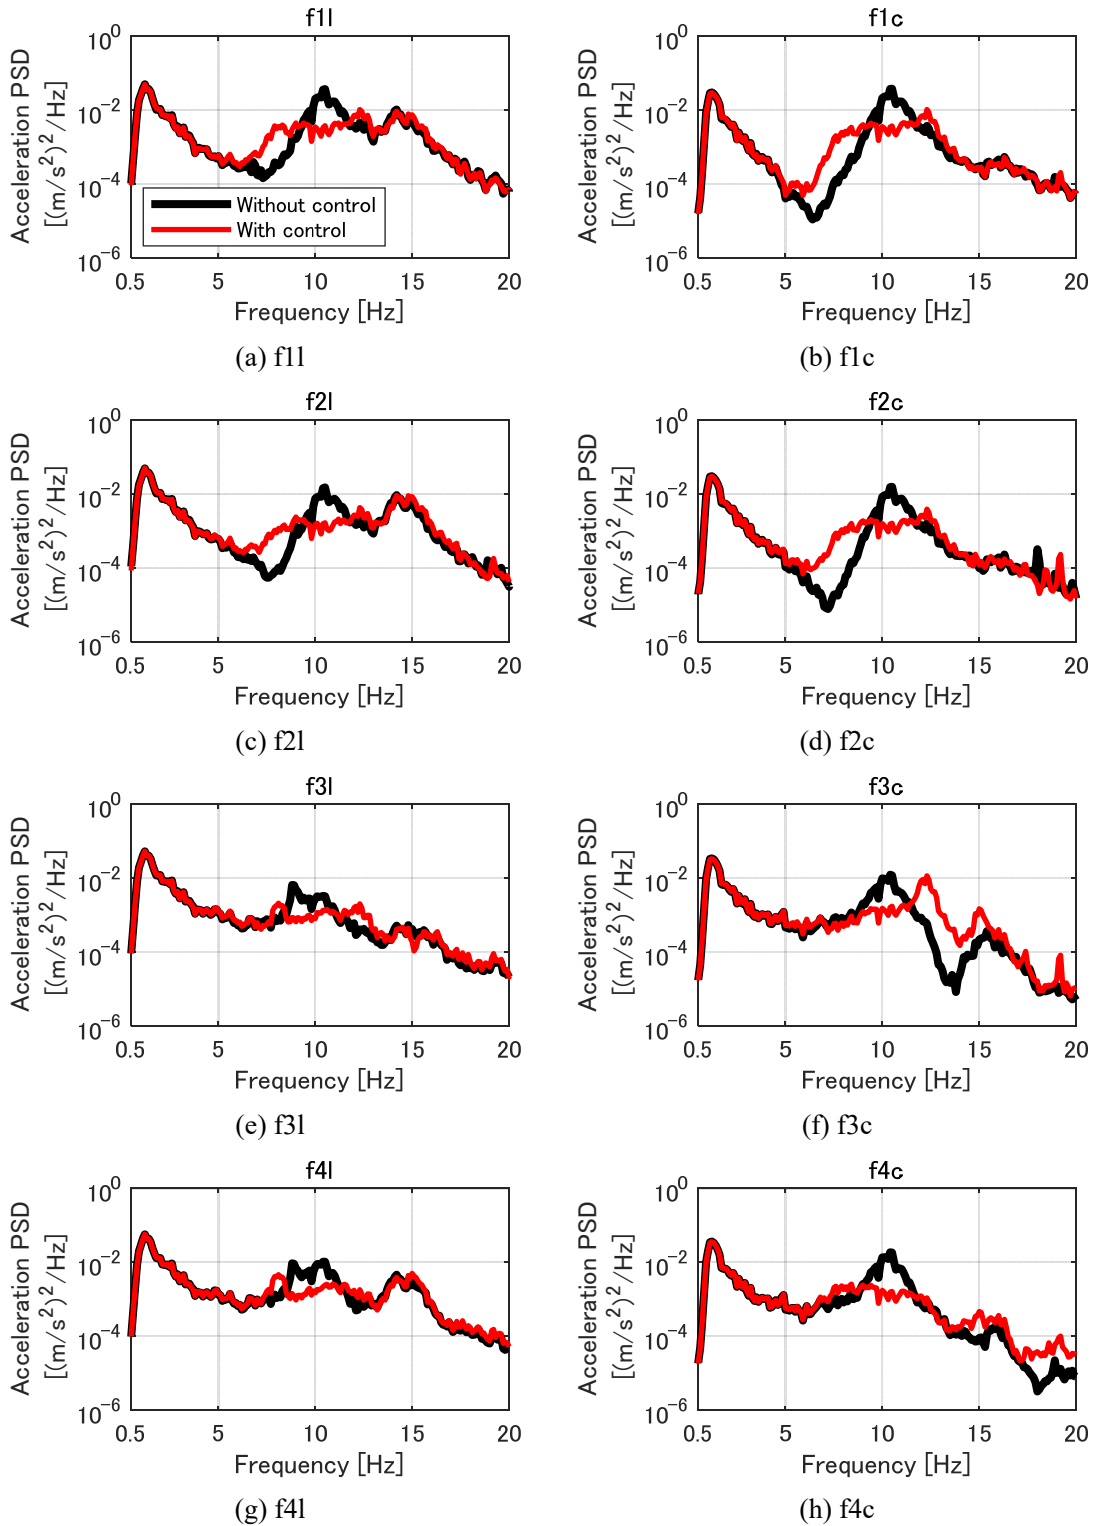 f1l
f1c
10^0
10^-2
10^-4
10^-6
Acceleration PSD
[(m/s^2)^2/Hz]
Without control
With control
0.5 5 10 15 20
Frequency [Hz]
10^0
10^-2
10^-4
10^-6
Acceleration PSD
[(m/s^2)^2/Hz]
0.5 5 10 15 20
Frequency [Hz]
(a) f1l
(b) f1c
f2l
f2c
10^0
10^-2
10^-4
10^-6
Acceleration PSD
[(m/s^2)^2/Hz]
0.5 5 10 15 20
Frequency [Hz]
10^0
10^-2
10^-4
10^-6
Acceleration PSD
[(m/s^2)^2/Hz]
0.5 5 10 15 20
Frequency [Hz]
(c) f2l
(d) f2c
f3l
f3c
10^0
10^-2
10^-4
10^-6
Acceleration PSD
[(m/s^2)^2/Hz]
0.5 5 10 15 20
Frequency [Hz]
10^0
10^-2
10^-4
10^-6
Acceleration PSD
[(m/s^2)^2/Hz]
0.5 5 10 15 20
Frequency [Hz]
(e) f3l
(f) f3c
f4l
f4c
10^0
10^-2
10^-4
10^-6
Acceleration PSD
[(m/s^2)^2/Hz]
0.5 5 10 15 20
Frequency [Hz]
10^0
10^-2
10^-4
10^-6
Acceleration PSD
[(m/s^2)^2/Hz]
0.5 5 10 15 20
Frequency [Hz]
(g) f4l
(h) f4c